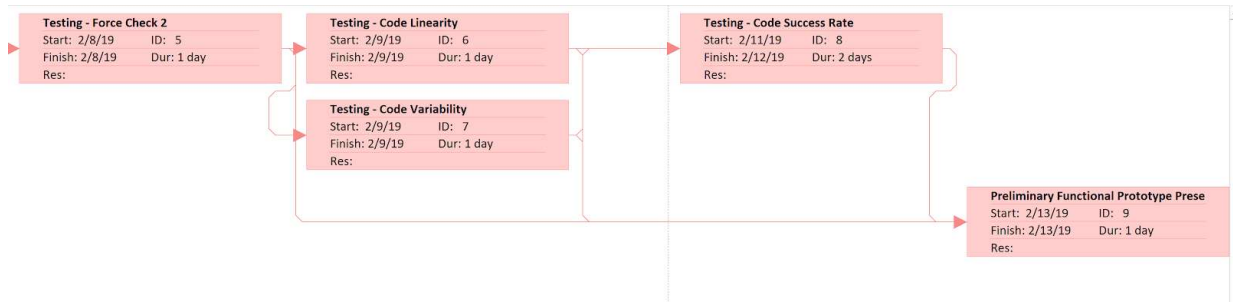 Testing - Force Check 2
Start: 2/8/19 ID: 5
Finish: 2/8/19 Dur: 1 day
Res:
Testing - Code Linearity
Start: 2/9/19 ID: 6
Finish: 2/9/19 Dur: 1 day
Res:
Testing - Code Variability
Start: 2/9/19 ID: 7
Finish: 2/9/19 Dur: 1 day
Res:
Testing - Code Success Rate
Start: 2/11/19 ID: 8
Finish: 2/12/19 Dur: 2 days
Res:
Preliminary Functional Prototype Prese
Start: 2/13/19 ID: 9
Finish: 2/13/19 Dur: 1 day
Res: